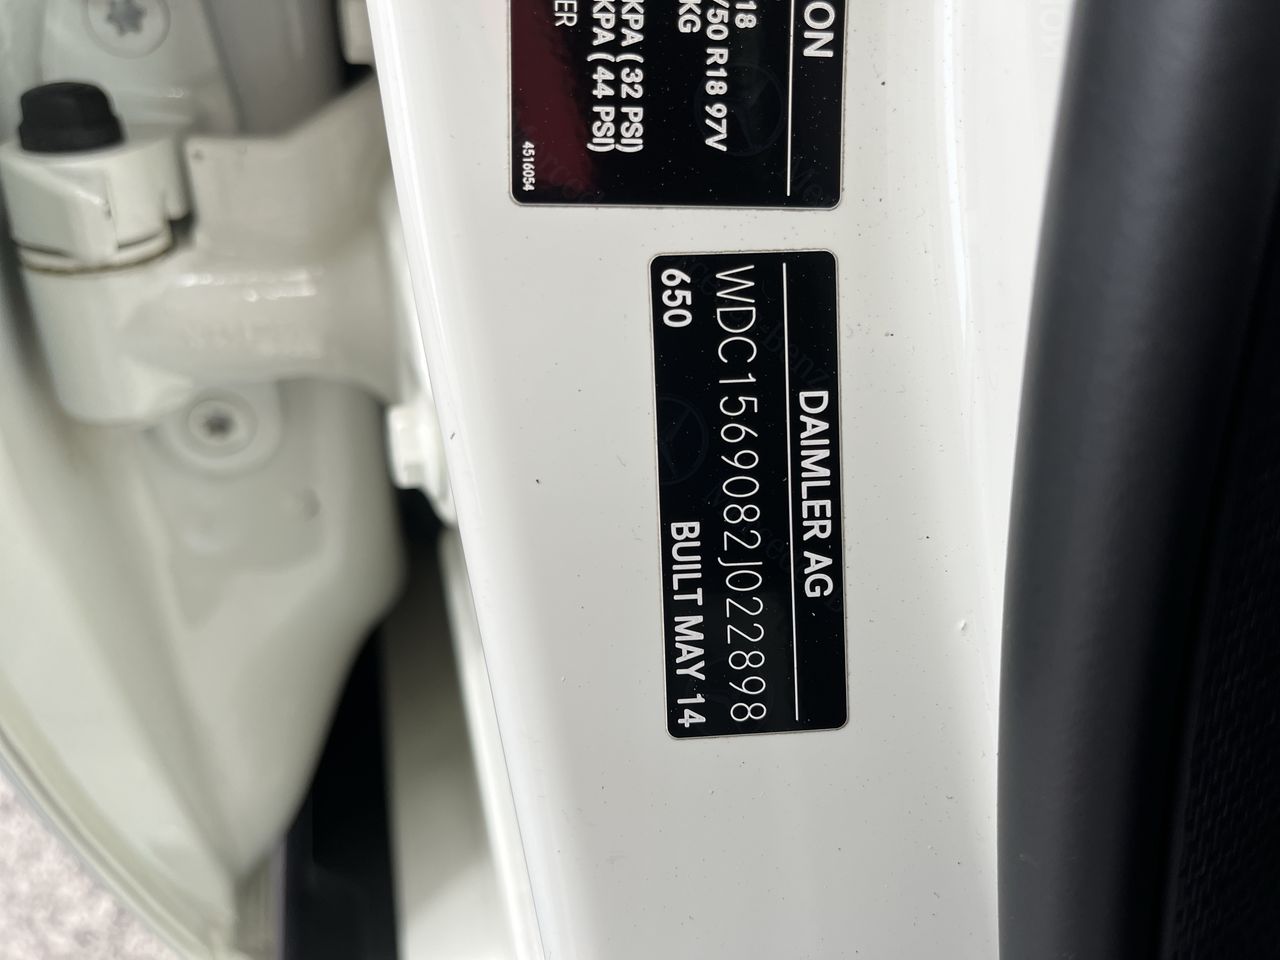 ON
18
/50 R18 97V
KG
KPA ( 32 PSI)
KPA ( 44 PSI)
ER
4516054
DAIMLER AG
WDC1569082J022898
650 BUILT MAY 14